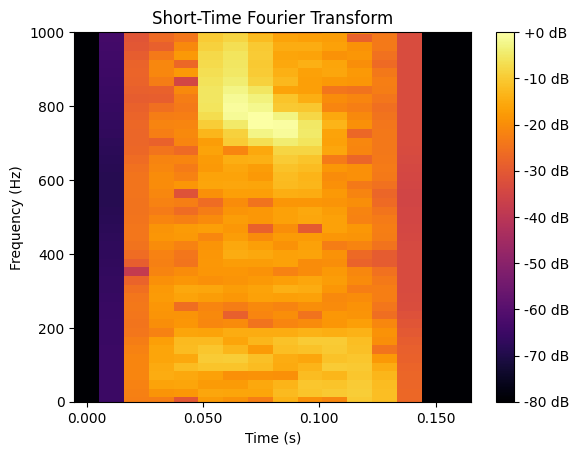 Short-Time Fourier Transform
1000
800
600
400
200
0
Frequency (Hz)
0.000
0.050
0.100
0.150
Time (s)
+0 dB
-10 dB
-20 dB
-30 dB
-40 dB
-50 dB
-60 dB
-70 dB
-80 dB